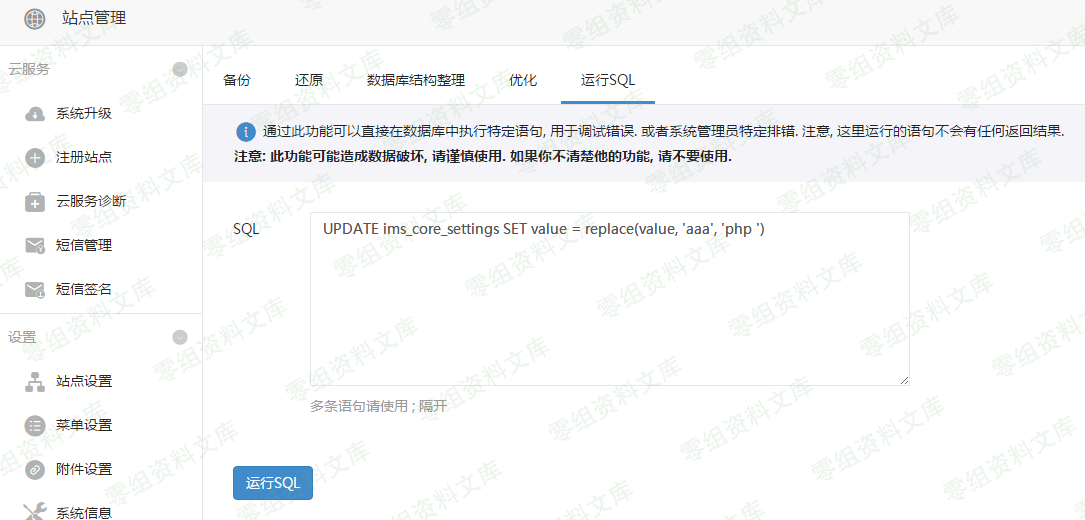 站点管理
云服务
系统升级
注册站点
云服务诊断
短信管理
短信签名
设置
站点设置
菜单设置
附件设置
系统信息
备份 还原 数据库结构整理 优化 运行SQL
通过此功能可以直接在数据库中执行特定语句, 用于调试错误. 或者系统管理员特定排错. 注意, 这里运行的语句不会有任何返回结果.
注意: 此功能可能造成数据破坏, 请谨慎使用. 如果你不清楚他的功能, 请不要使用.
SQL
UPDATE ims_core_settings SET value = replace(value, 'aaa', 'php ')
多条语句请使用 ; 隔开
运行SQL
零组资料文库